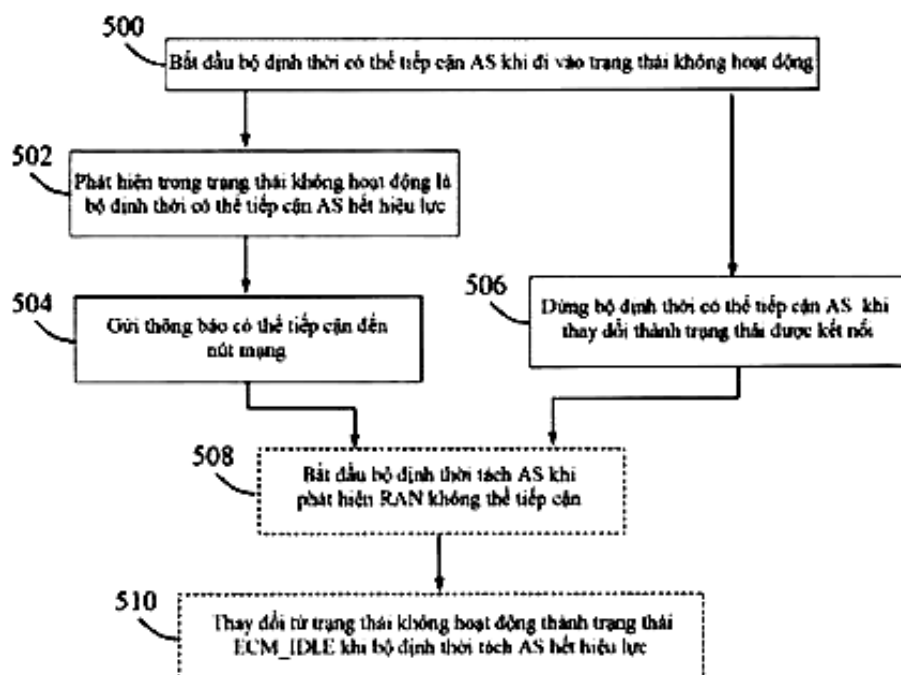 500
Bắt đầu bộ định thời có thể tiếp cận AS khi đi vào trạng thái không hoạt động
502
Phát hiện trong trạng thái không hoạt động là
bộ định thời có thể tiếp cận AS hết hiệu lực
504
Gửi thông báo có thể tiếp cận đến
nút mạng
506
Dừng bộ định thời có thể tiếp cận AS khi
thay đổi thành trạng thái được kết nối
508
Bắt đầu bộ định thời tách AS khi
phát hiện RAN không thể tiếp cận
510
Thay đổi từ trạng thái không hoạt động thành trạng thái
ECM_IDLE khi bộ định thời tách AS hết hiệu lực